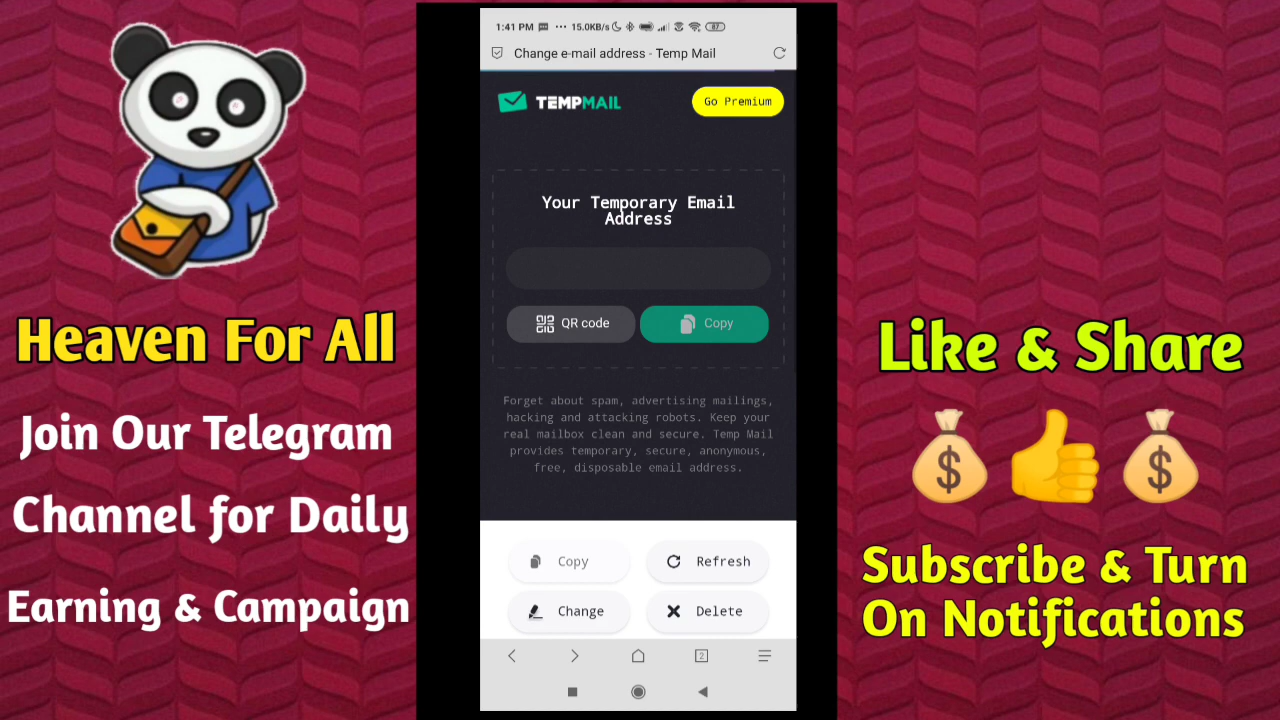 Heaven For All
Join Our Telegram
Channel for Daily
Earning & Campaign
1:41 PM ... 15.0KB/s 87
Change e-mail address - Temp Mail
TEMPMAIL
Go Premium
Your Temporary Email
Address
QR code
Copy
Forget about spam, advertising mailings,
hacking and attacking robots. Keep your
real mailbox clean and secure. Temp Mail
provides temporary, secure, anonymous,
free, disposable email address.
Copy
Refresh
Change
Delete
2
Like & Share
$ $
Subscribe & Turn
On Notifications